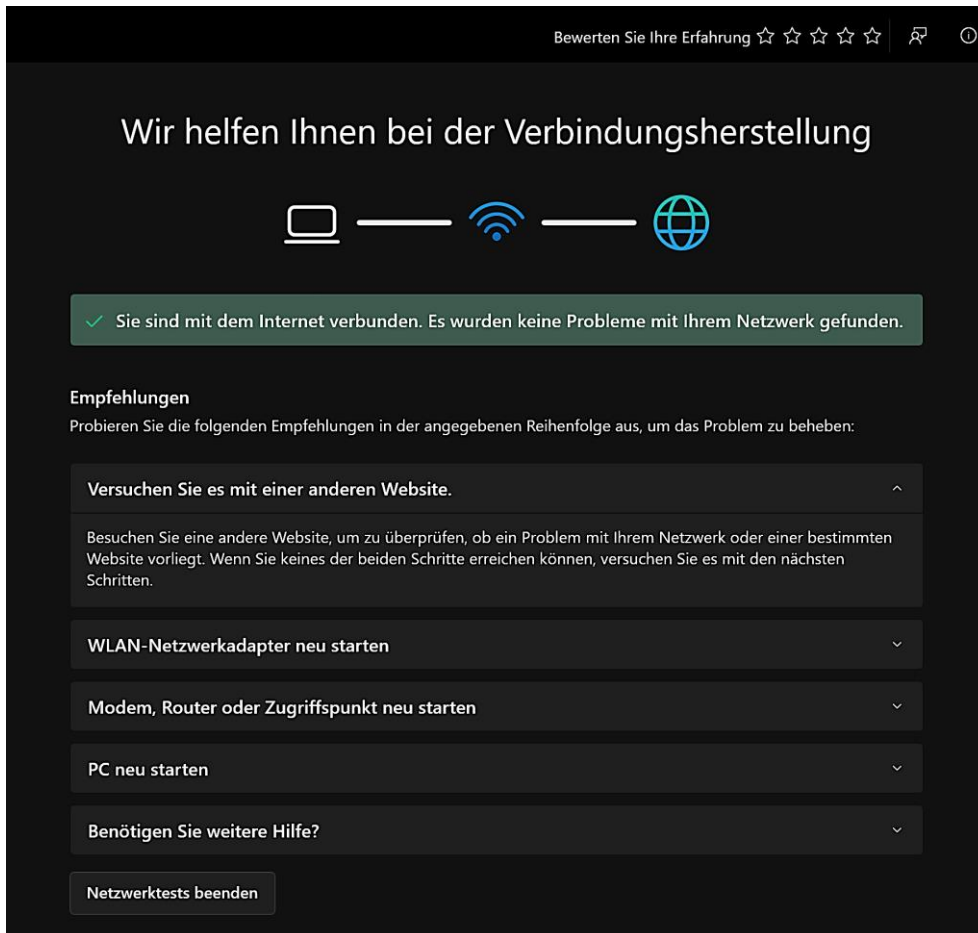 Bewerten Sie Ihre Erfahrung
Wir helfen Ihnen bei der Verbindungsherstellung
Sie sind mit dem Internet verbunden. Es wurden keine Probleme mit Ihrem Netzwerk gefunden.
Empfehlungen
Probieren Sie die folgenden Empfehlungen in der angegebenen Reihenfolge aus, um das Problem zu beheben:
Versuchen Sie es mit einer anderen Website.
Besuchen Sie eine andere Website, um zu überprüfen, ob ein Problem mit Ihrem Netzwerk oder einer bestimmten
Website vorliegt. Wenn Sie keines der beiden Schritte erreichen können, versuchen Sie es mit den nächsten
Schritten.
WLAN-Netzwerkadapter neu starten
Modem, Router oder Zugriffspunkt neu starten
PC neu starten
Benötigen Sie weitere Hilfe?
Netzwerktests beenden